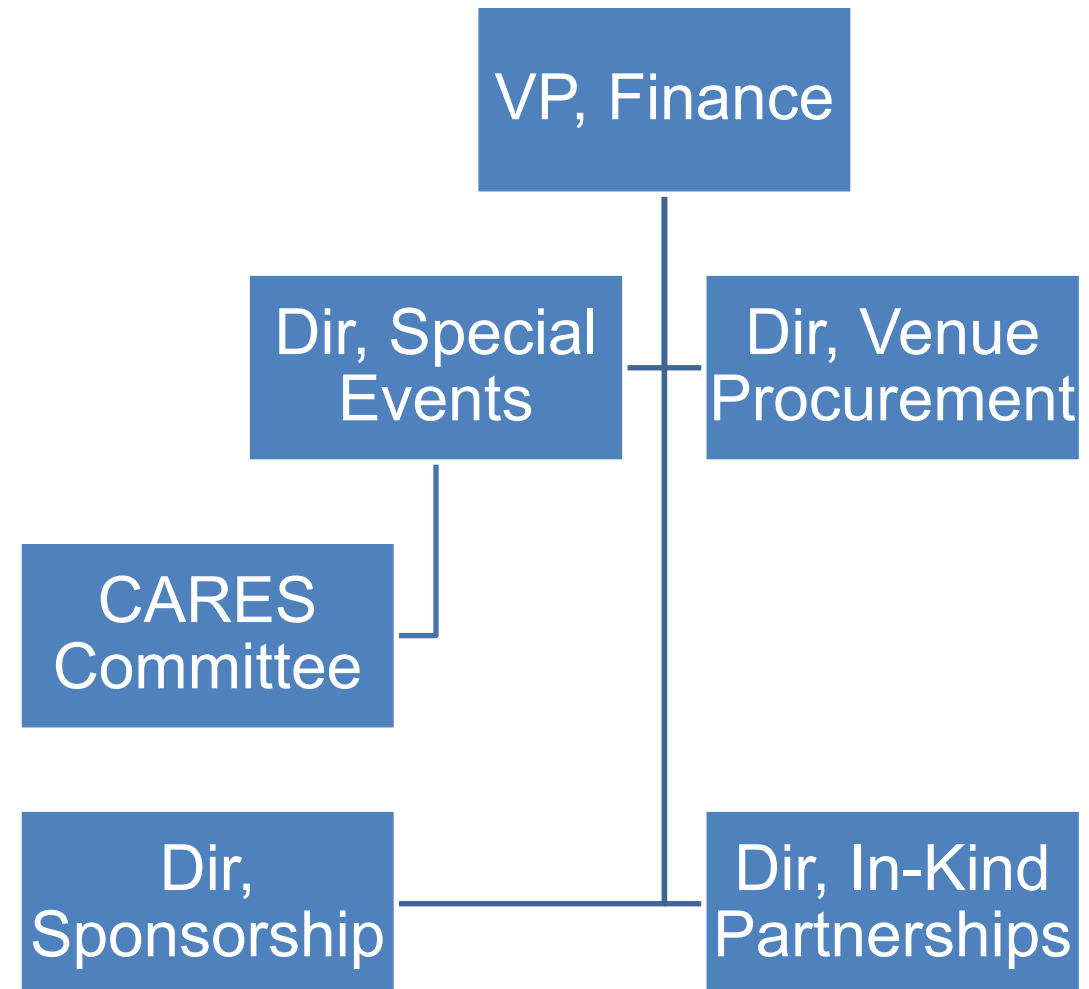 VP, Finance
Dir, Special
Events
Dir, Venue
Procurement
CARES
Committee
Dir,
Sponsorship
Dir, In-Kind
Partnerships